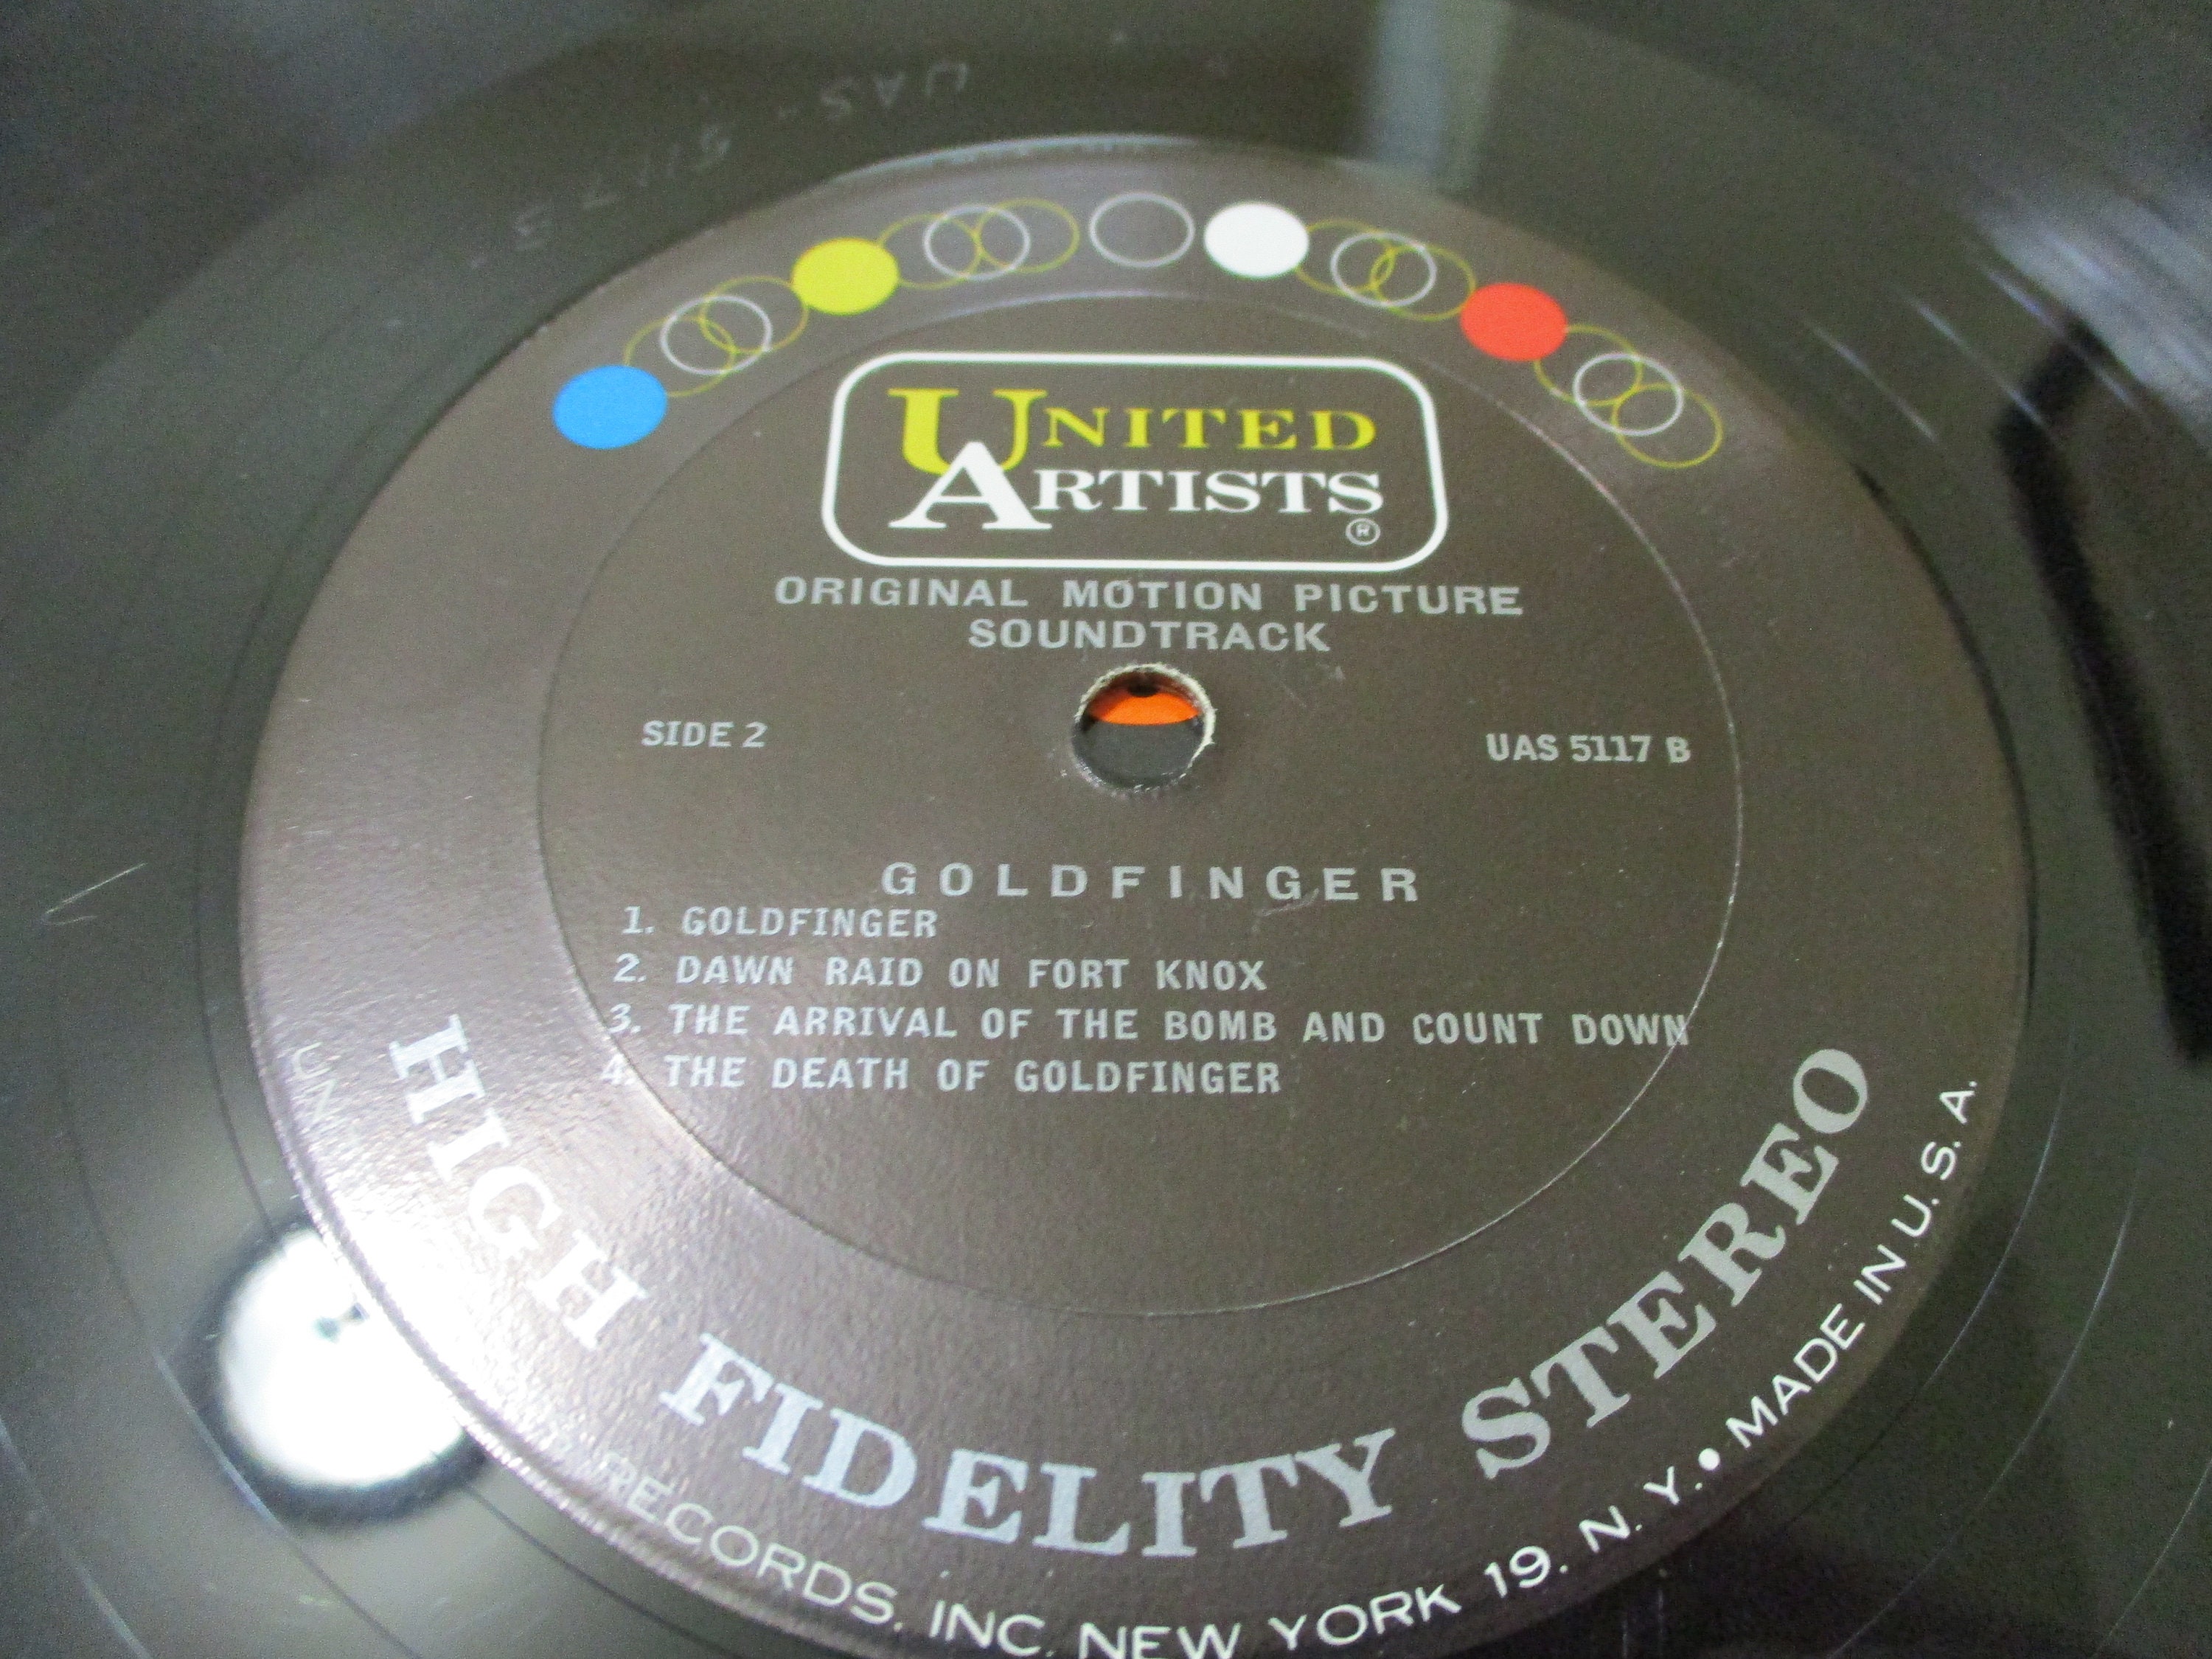 UAS - 5117 B
UNITED
ARTISTS
®
ORIGINAL MOTION PICTURE
SOUNDTRACK
SIDE 2
UAS 5117 B
GOLDFINGER
1. GOLDFINGER
2. DAWN RAID ON FORT KNOX
3. THE ARRIVAL OF THE BOMB AND COUNT DOWN
4. THE DEATH OF GOLDFINGER
HIGH FIDELITY STEREO
RECORDS, INC. NEW YORK 19, N. Y. • MADE IN U. S. A.